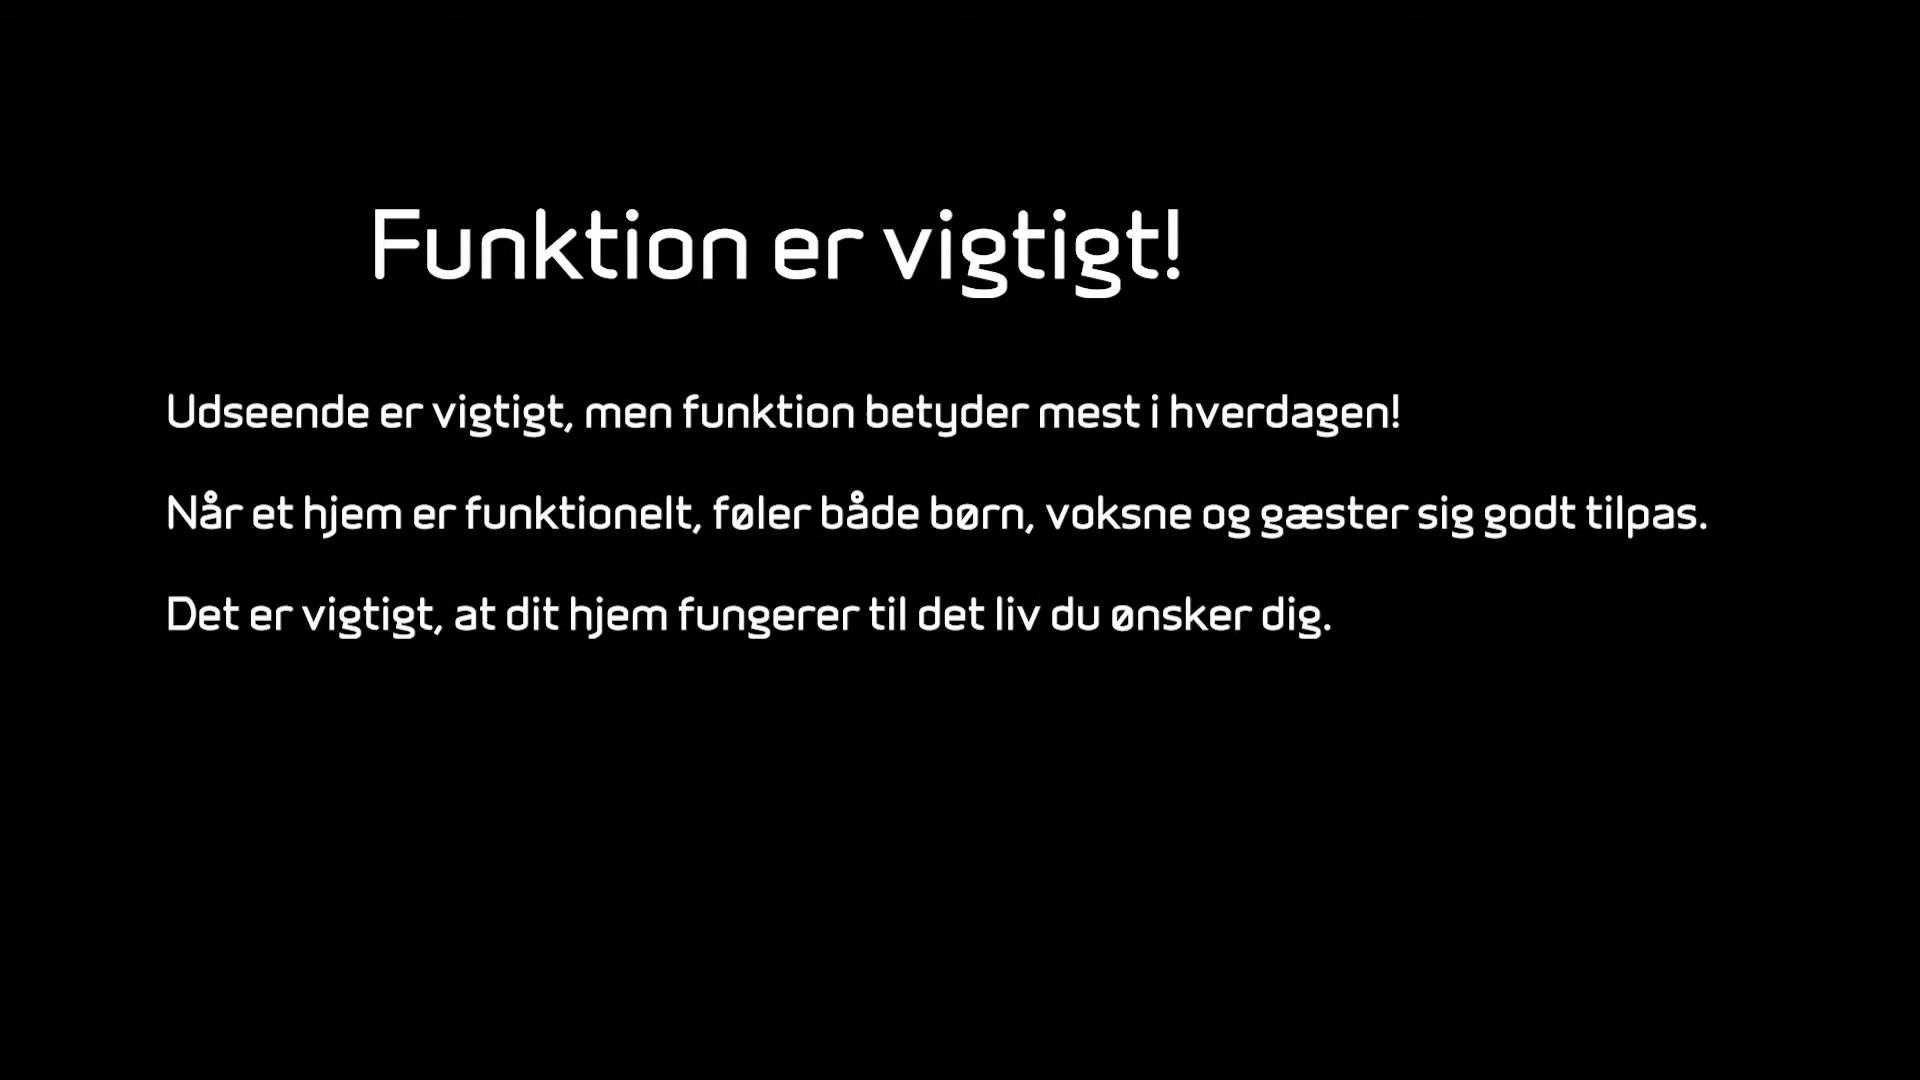 Funktion er vigtigt!
Udseende er vigtigt, men funktion betyder mest i hverdagen!
Når et hjem er funktionelt, føler både børn, voksne og gæster sig godt tilpas.
Det er vigtigt, at dit hjem fungerer til det liv du ønsker dig.